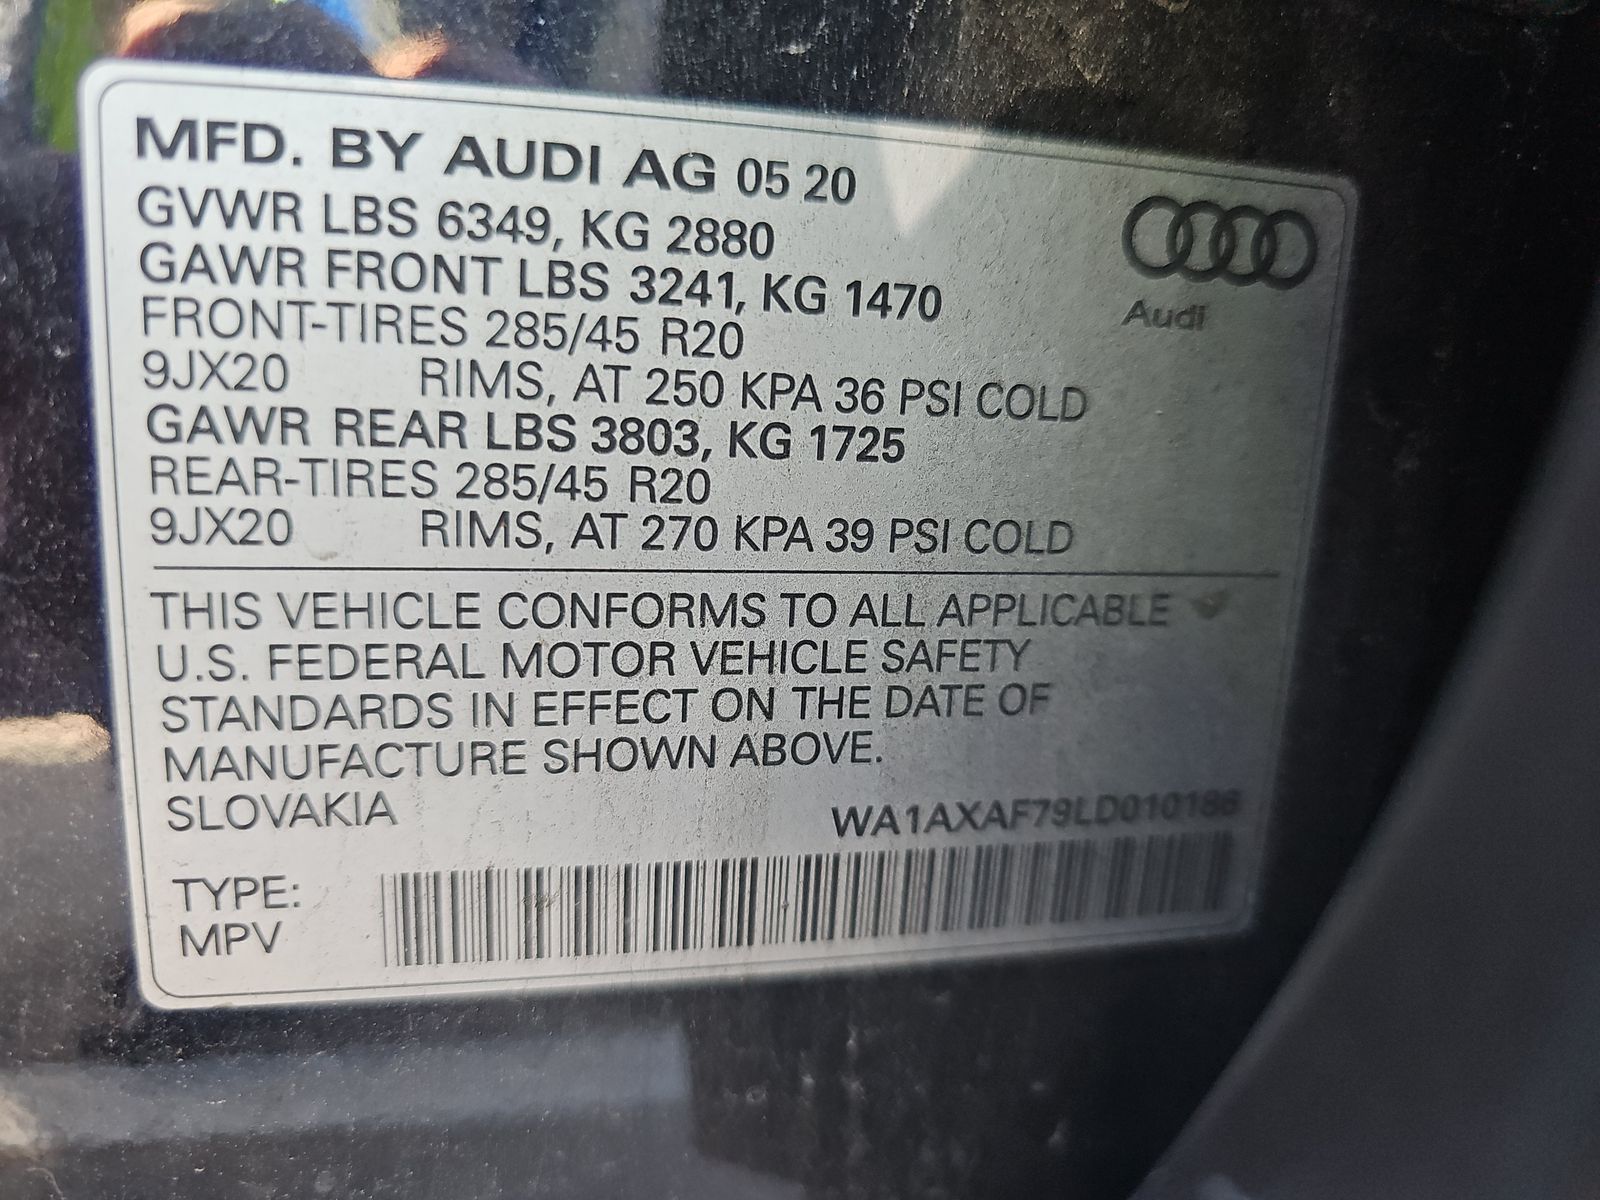 MFD. BY AUDI AG 05 20
GVWR LBS 6349, KG 2880
GAWR FRONT LBS 3241, KG 1470
FRONT-TIRES 285/45 R20
9JX20 RIMS, AT 250 KPA 36 PSI COLD
GAWR REAR LBS 3803, KG 1725
REAR-TIRES 285/45 R20
9JX20 RIMS, AT 270 KPA 39 PSI COLD
Audi
THIS VEHICLE CONFORMS TO ALL APPLICABLE
U.S. FEDERAL MOTOR VEHICLE SAFETY
STANDARDS IN EFFECT ON THE DATE OF
MANUFACTURE SHOWN ABOVE.
SLOVAKIA WA1AXAF79LD010186
TYPE:
MPV